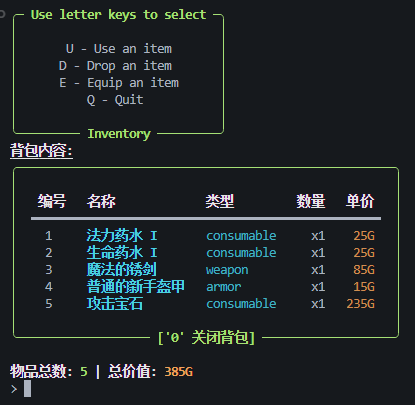 Use letter keys to select
U - Use an item
D - Drop an item
E - Equip an item
Q - Quit
Inventory
背包内容:
编号 名称 类型 数量 单价
1 法力药水 I consumable x1 25G
2 生命药水 I consumable x1 25G
3 魔法的锈剑 weapon x1 85G
4 普通的新手盔甲 armor x1 15G
5 攻击宝石 consumable x1 235G
['0' 关闭背包]
物品总数: 5 | 总价值: 385G
>